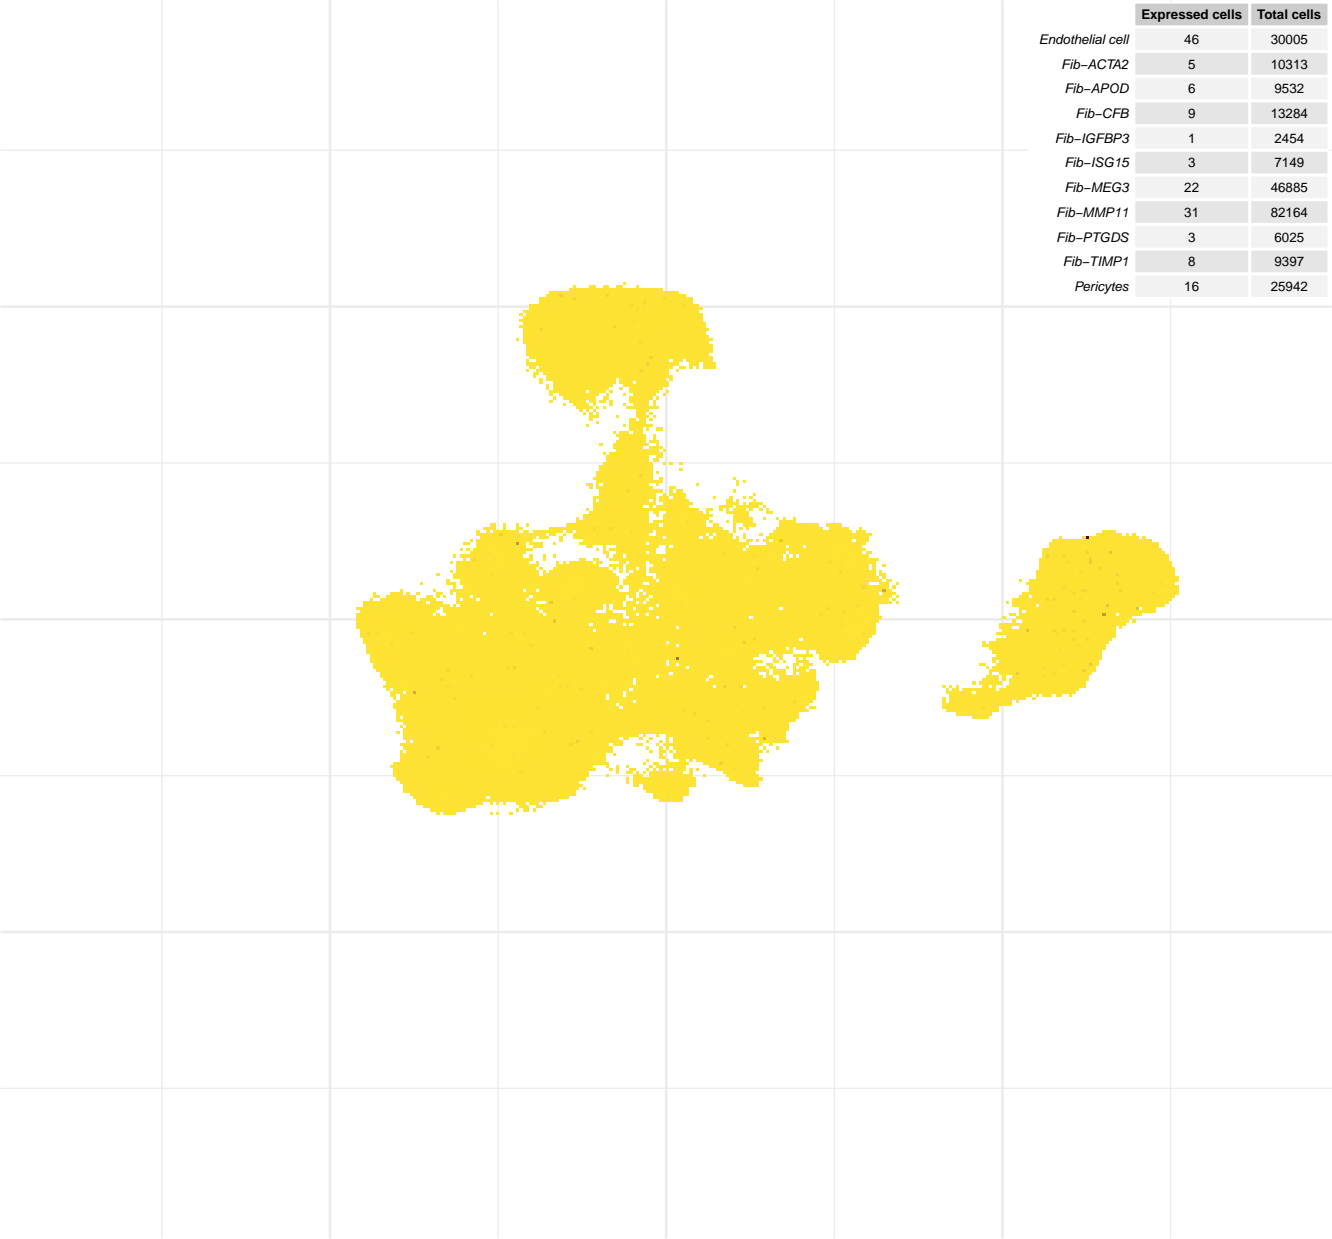 Expressed cells Total cells
Endothelial cell 46 30005
Fib−ACTA2 5 10313
Fib−APOD 6 9532
Fib−CFB 9 13284
Fib−IGFBP3 1 2454
Fib−ISG15 3 7149
Fib−MEG3 22 46885
Fib−MMP11 31 82164
Fib−PTGDS 3 6025
Fib−TIMP1 8 9397
Pericytes 16 25942